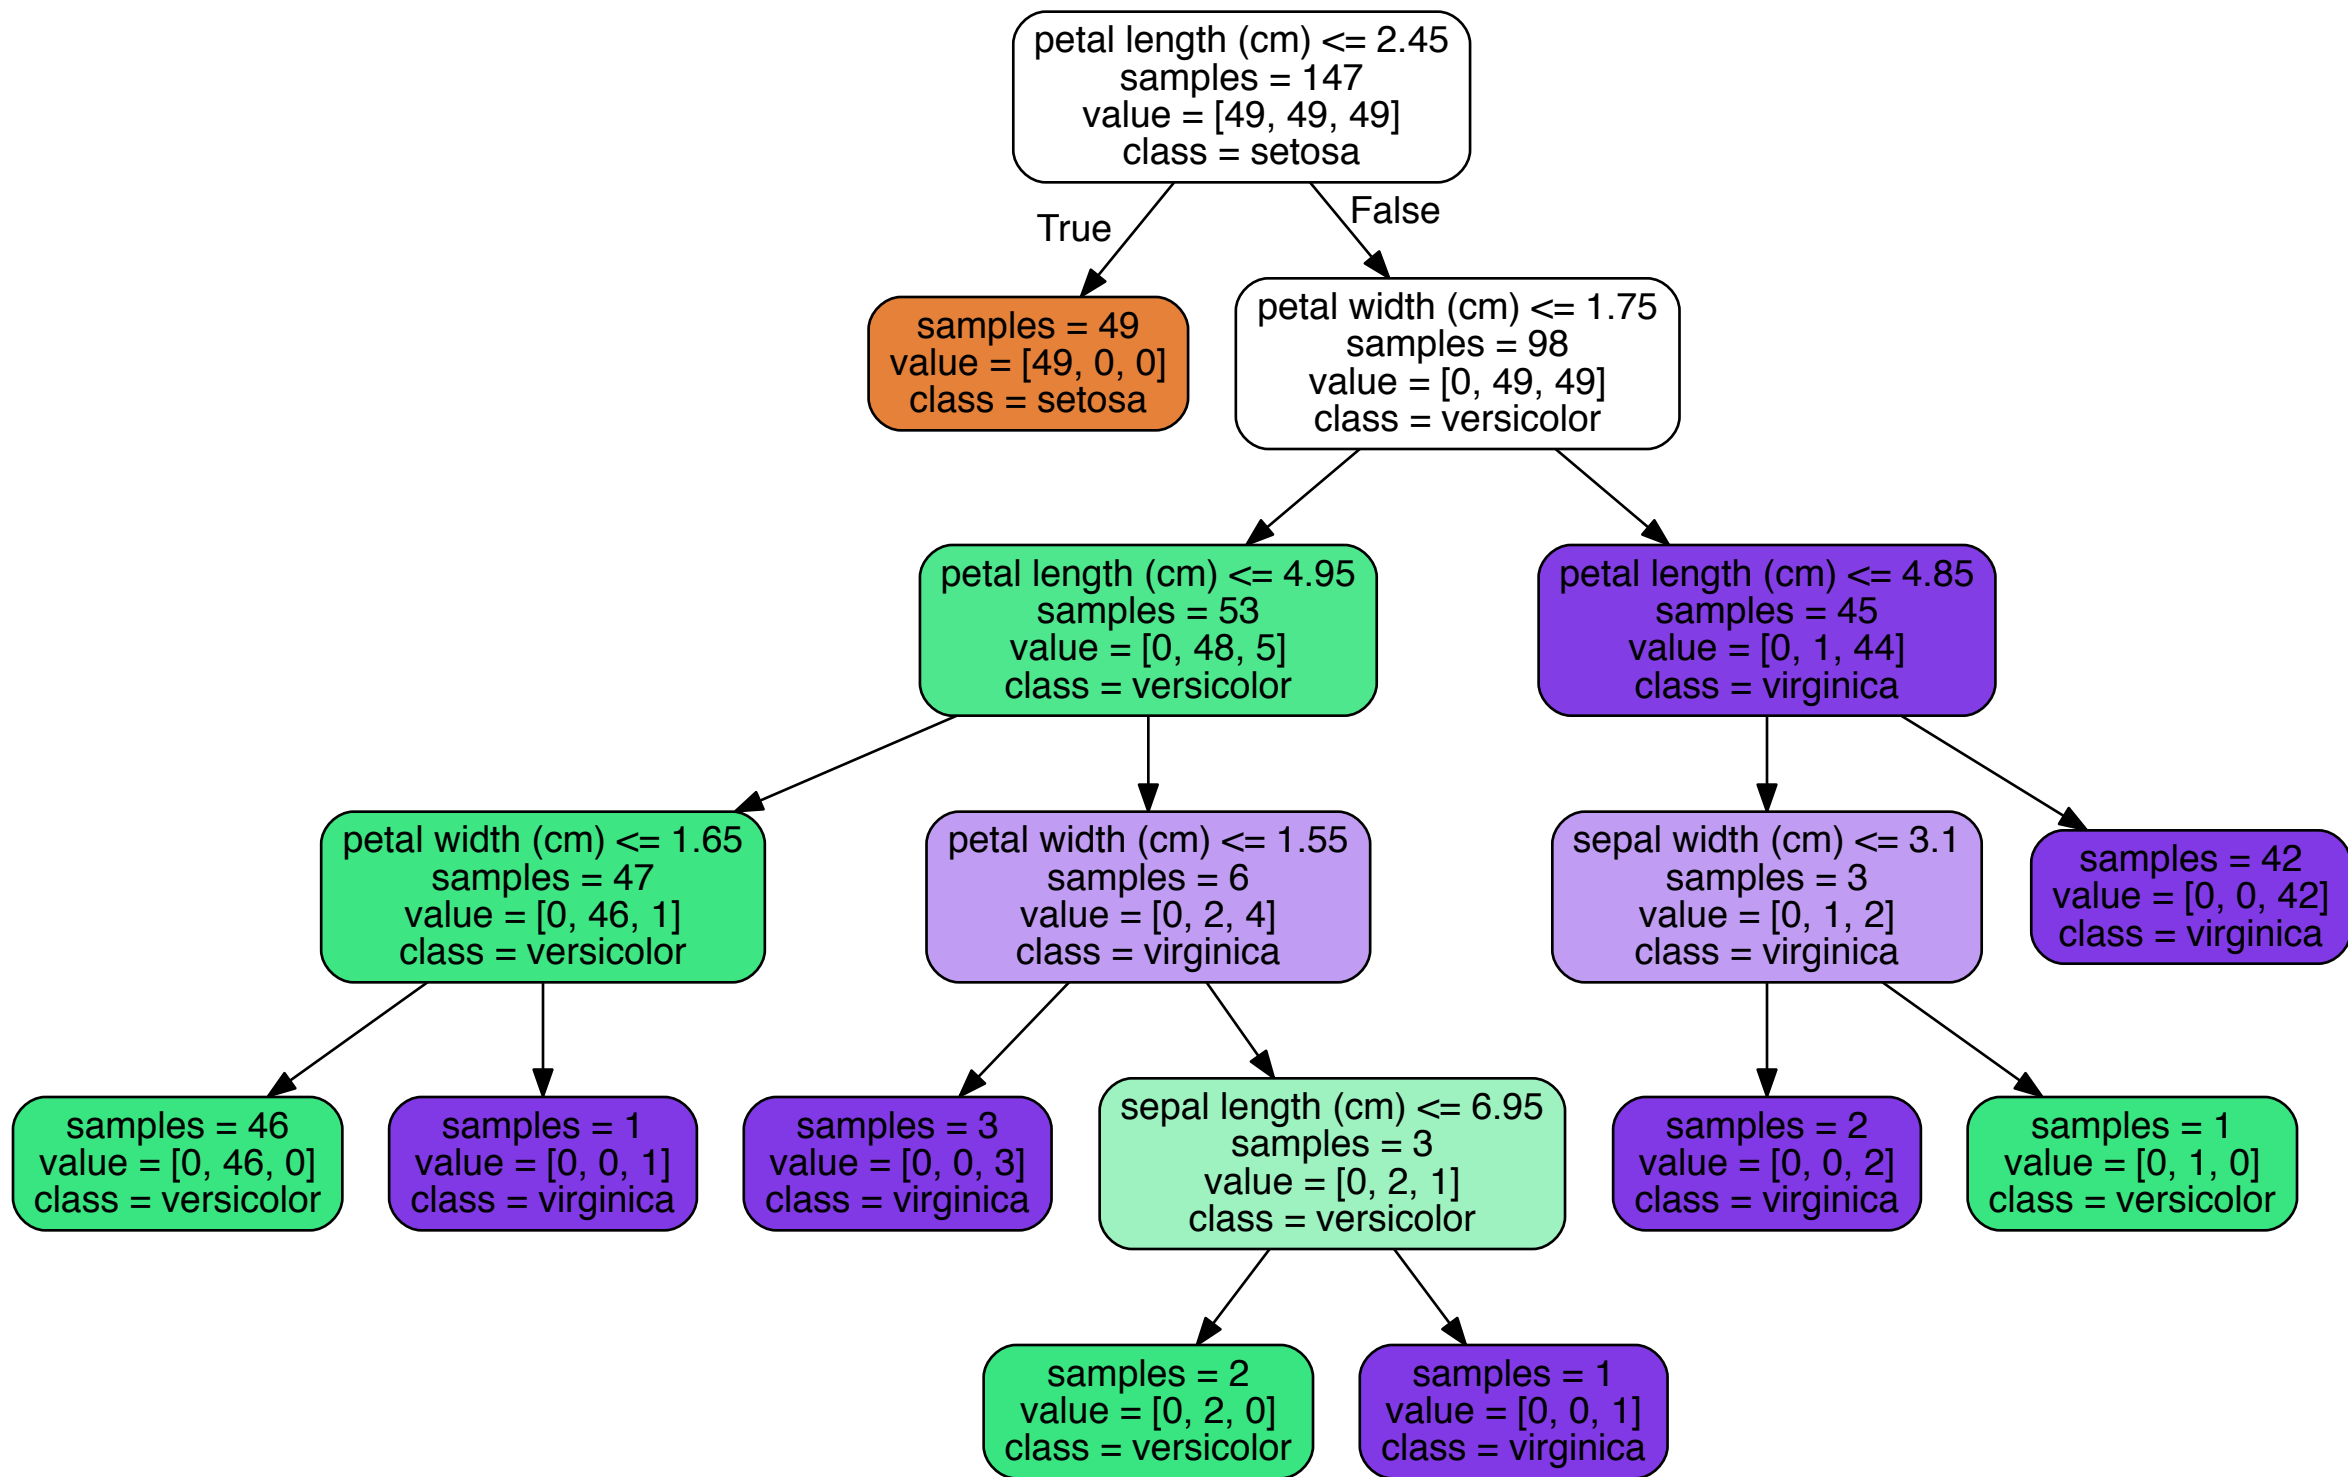 petal length (cm) <= 2.45
samples = 147
value = [49, 49, 49]
class = setosa
True
False
samples = 49
value = [49, 0, 0]
class = setosa
petal width (cm) <= 1.75
samples = 98
value = [0, 49, 49]
class = versicolor
petal length (cm) <= 4.95
samples = 53
value = [0, 48, 5]
class = versicolor
petal length (cm) <= 4.85
samples = 45
value = [0, 1, 44]
class = virginica
petal width (cm) <= 1.65
samples = 47
value = [0, 46, 1]
class = versicolor
petal width (cm) <= 1.55
samples = 6
value = [0, 2, 4]
class = virginica
sepal width (cm) <= 3.1
samples = 3
value = [0, 1, 2]
class = virginica
samples = 42
value = [0, 0, 42]
class = virginica
samples = 46
value = [0, 46, 0]
class = versicolor
samples = 1
value = [0, 0, 1]
class = virginica
samples = 3
value = [0, 0, 3]
class = virginica
sepal length (cm) <= 6.95
samples = 3
value = [0, 2, 1]
class = versicolor
samples = 2
value = [0, 0, 2]
class = virginica
samples = 1
value = [0, 1, 0]
class = versicolor
samples = 2
value = [0, 2, 0]
class = versicolor
samples = 1
value = [0, 0, 1]
class = virginica